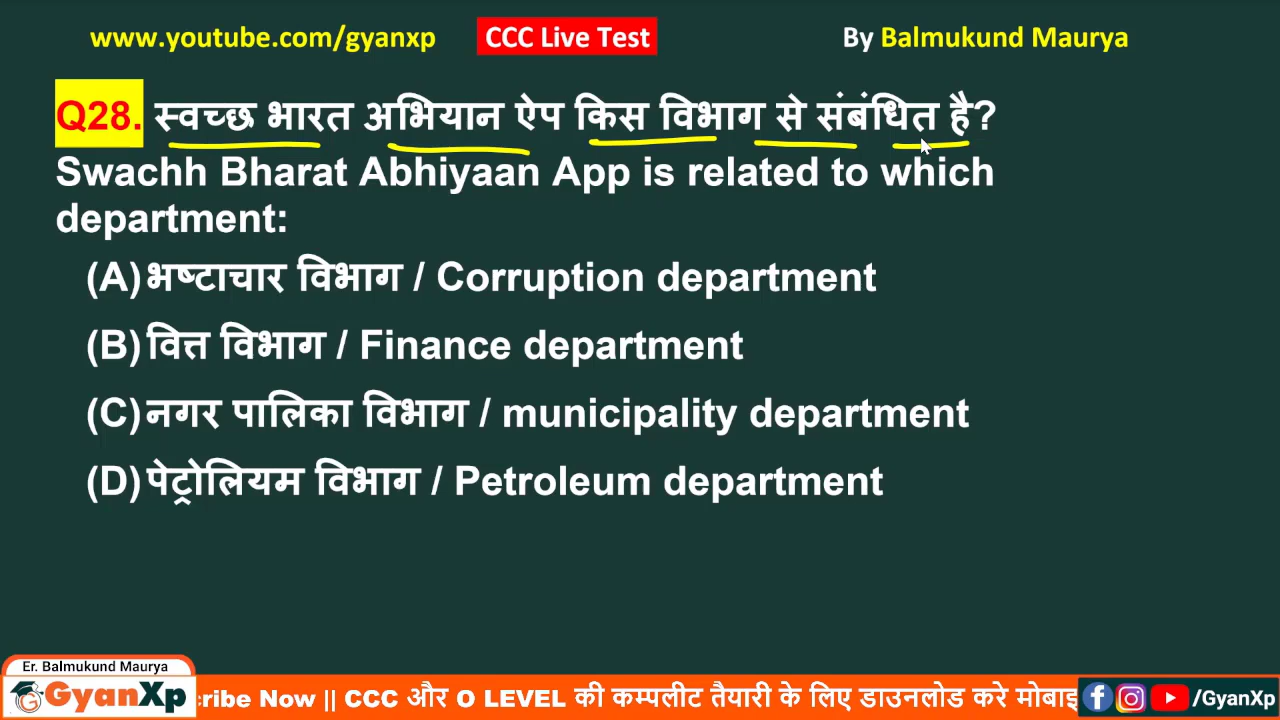 www.youtube.com/gyanxp CCC Live Test By Balmukund Maurya
Q28. स्वच्छ भारत अभियान ऐप किस विभाग से संबंधित है?
Swachh Bharat Abhiyaan App is related to which
department:
(A) भष्टाचार विभाग / Corruption department
(B) वित्त विभाग / Finance department
(C) नगर पालिका विभाग / municipality department
(D) पेट्रोलियम विभाग / Petroleum department
Er. Balmukund Maurya
GyanXp cribe Now || CCC और O LEVEL की कम्पलीट तैयारी के लिए डाउनलोड करे मोबाइ /GyanXp